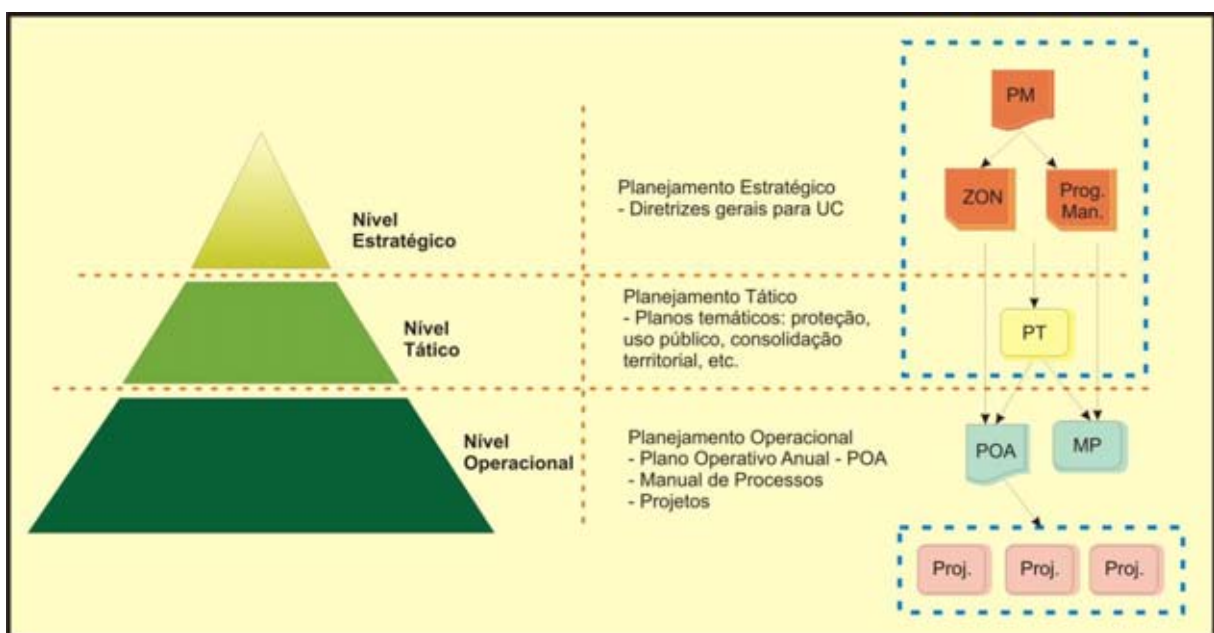 Nível
Estratégico
Planejamento Estratégico
- Diretrizes gerais para UC
PM
ZON
Prog.
Man.
Nível
Tático
Planejamento Tático
- Planos temáticos: proteção,
uso público, consolidação
territorial, etc.
PT
Nível
Operacional
Planejamento Operacional
- Plano Operativo Anual - POA
- Manual de Processos
- Projetos
POA
MP
Proj.
Proj.
Proj.